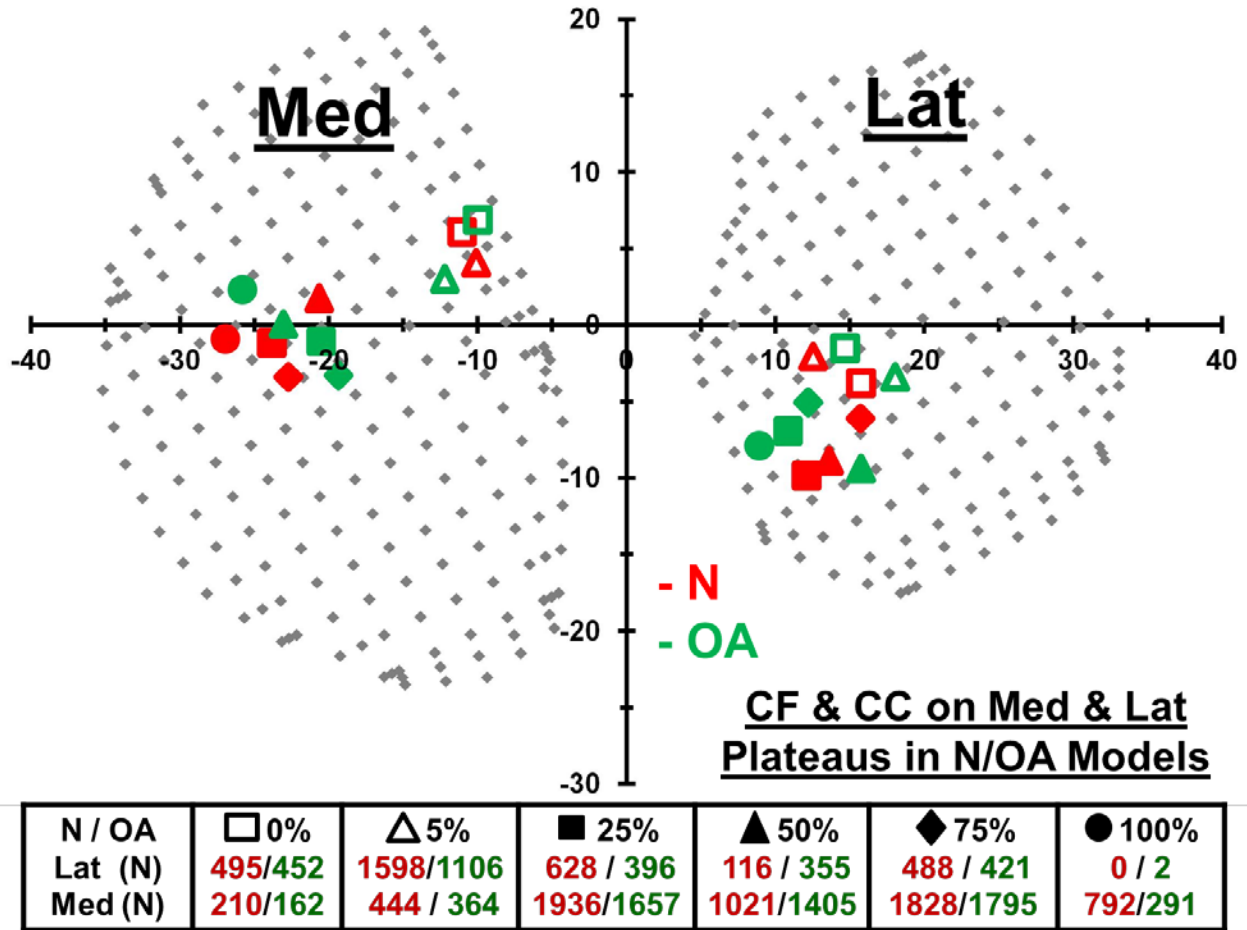 20
Med
Lat
10
0
-40
-30
-20
-10
0
10
20
30
40
-10
- N
-20
- OA
CF & CC on Med & Lat
Plateaus in N/OA Models
-30
N / OA 0% 5% 25% 50% 75% 100%
Lat (N) 495/452 1598/1106 628 / 396 116 / 355 488 / 421 0 / 2
Med (N) 210/162 444 / 364 1936/1657 1021/1405 1828/1795 792/291